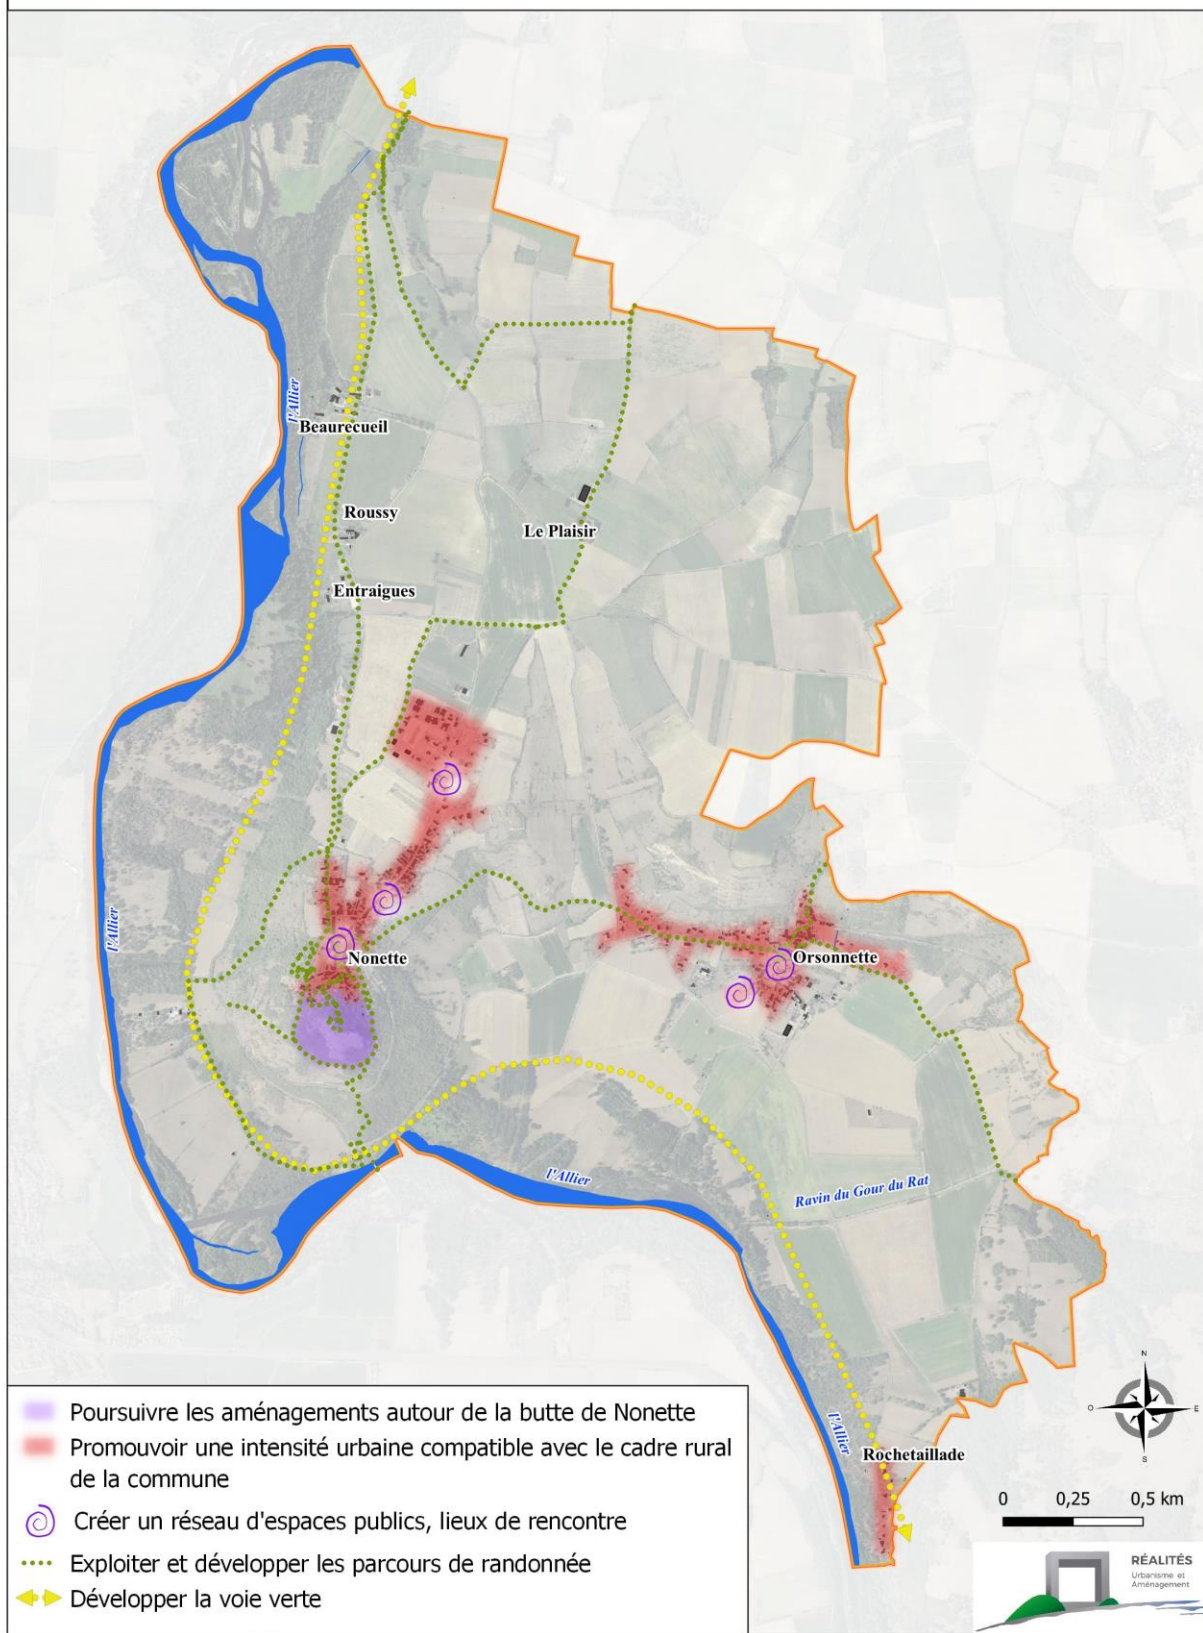 l'Allier
Beaurecueil
Roussy
Le Plaisir
Entraigues
l'Allier
Nonette
Orsonnette
l'Allier
Ravin du Gour du Rat
l'Allier
Rochetaillade
N
O
E
S
0 0,25 0,5 km
Poursuivre les aménagements autour de la butte de Nonette
Promouvoir une intensité urbaine compatible avec le cadre rural
de la commune
Créer un réseau d'espaces publics, lieux de rencontre
Exploiter et développer les parcours de randonnée
Développer la voie verte
RÉALITÉS
Urbanisme et
Aménagement